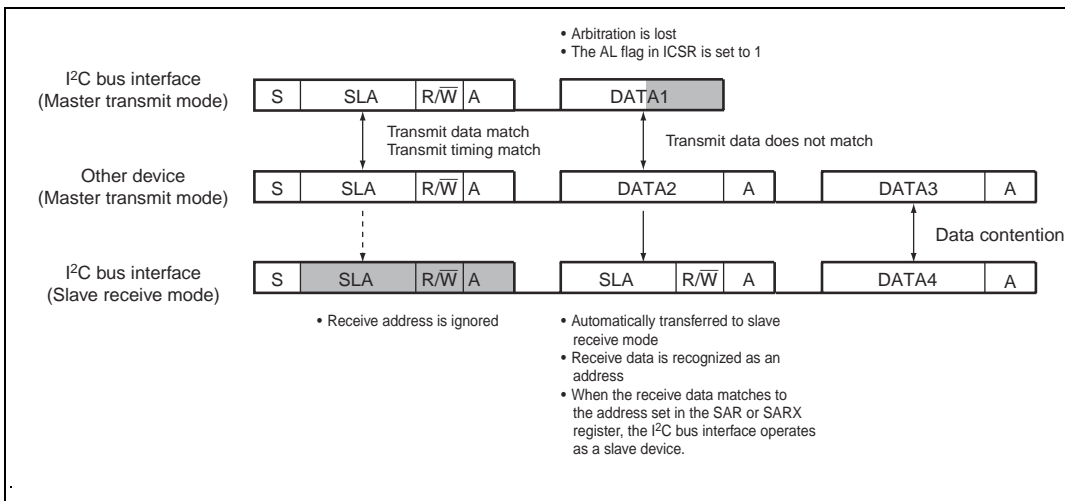 • Arbitration is lost
• The AL flag in ICSR is set to 1
I²C bus interface
(Master transmit mode)
S SLA R/W̅ A DATA1
Transmit data match
Transmit timing match
Transmit data does not match
Other device
(Master transmit mode)
S SLA R/W̅ A DATA2 A DATA3 A
Data contention
I²C bus interface
(Slave receive mode)
S SLA R/W̅ A SLA R/W̅ A DATA4 A
• Receive address is ignored
• Automatically transferred to slave
receive mode
• Receive data is recognized as an
address
• When the receive data matches to
the address set in the SAR or SARX
register, the I²C bus interface operates
as a slave device.
.